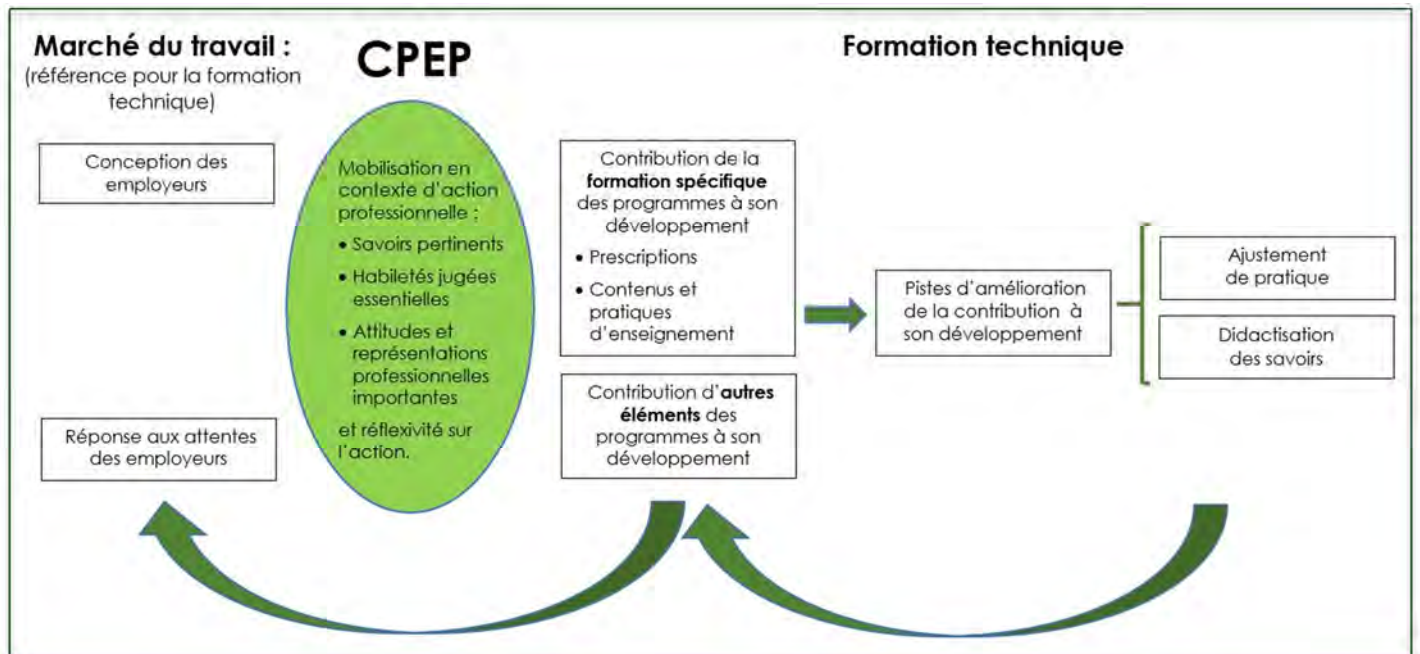 Marché du travail :
(référence pour la formation
technique)
Conception des
employeurs
Réponse aux attentes
des employeurs
CPEP
Mobilisation en
contexte d'action
professionnelle :
• Savoirs pertinents
• Habiletés jugées
essentielles
• Attitudes et
représentations
professionnelles
importantes
et réflexivité sur
l'action.
Formation technique
Contribution de la
formation spécifique
des programmes à son
développement
• Prescriptions
• Contenus et
pratiques
d'enseignement
Contribution d'autres
éléments des
programmes à son
développement
Pistes d'amélioration
de la contribution à
son développement
Ajustement
de pratique
Didactisation
des savoirs